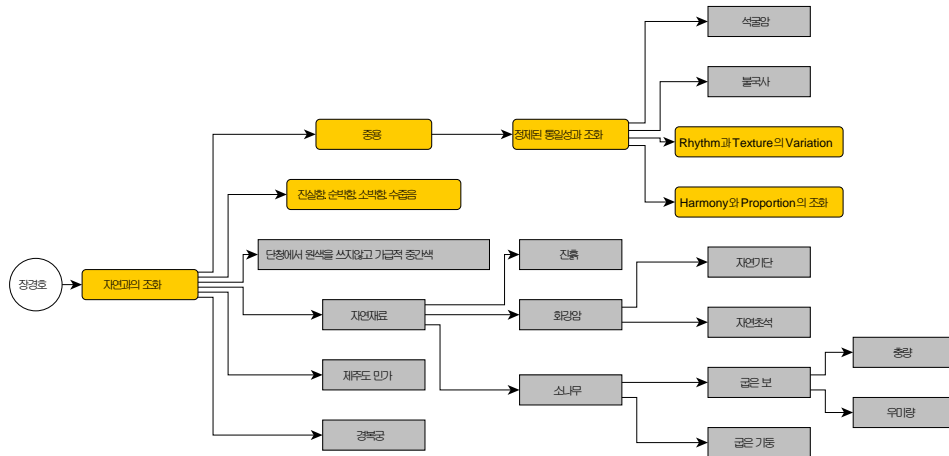 석굴암
불국사
중용
정제된 통일성과 조화
Rhythm과 Texture의 Variation
진실함, 순박함, 소박함, 수줍음
Harmony와 Proportion의 조화
단청에서 원색을 쓰지않고 가급적 중간색
진흙
자연기단
장경호
자연과의 조화
자연재료
화강암
자연초석
충량
제주도 민가
소나무
굽은 보
우미량
경복궁
굽은 기둥